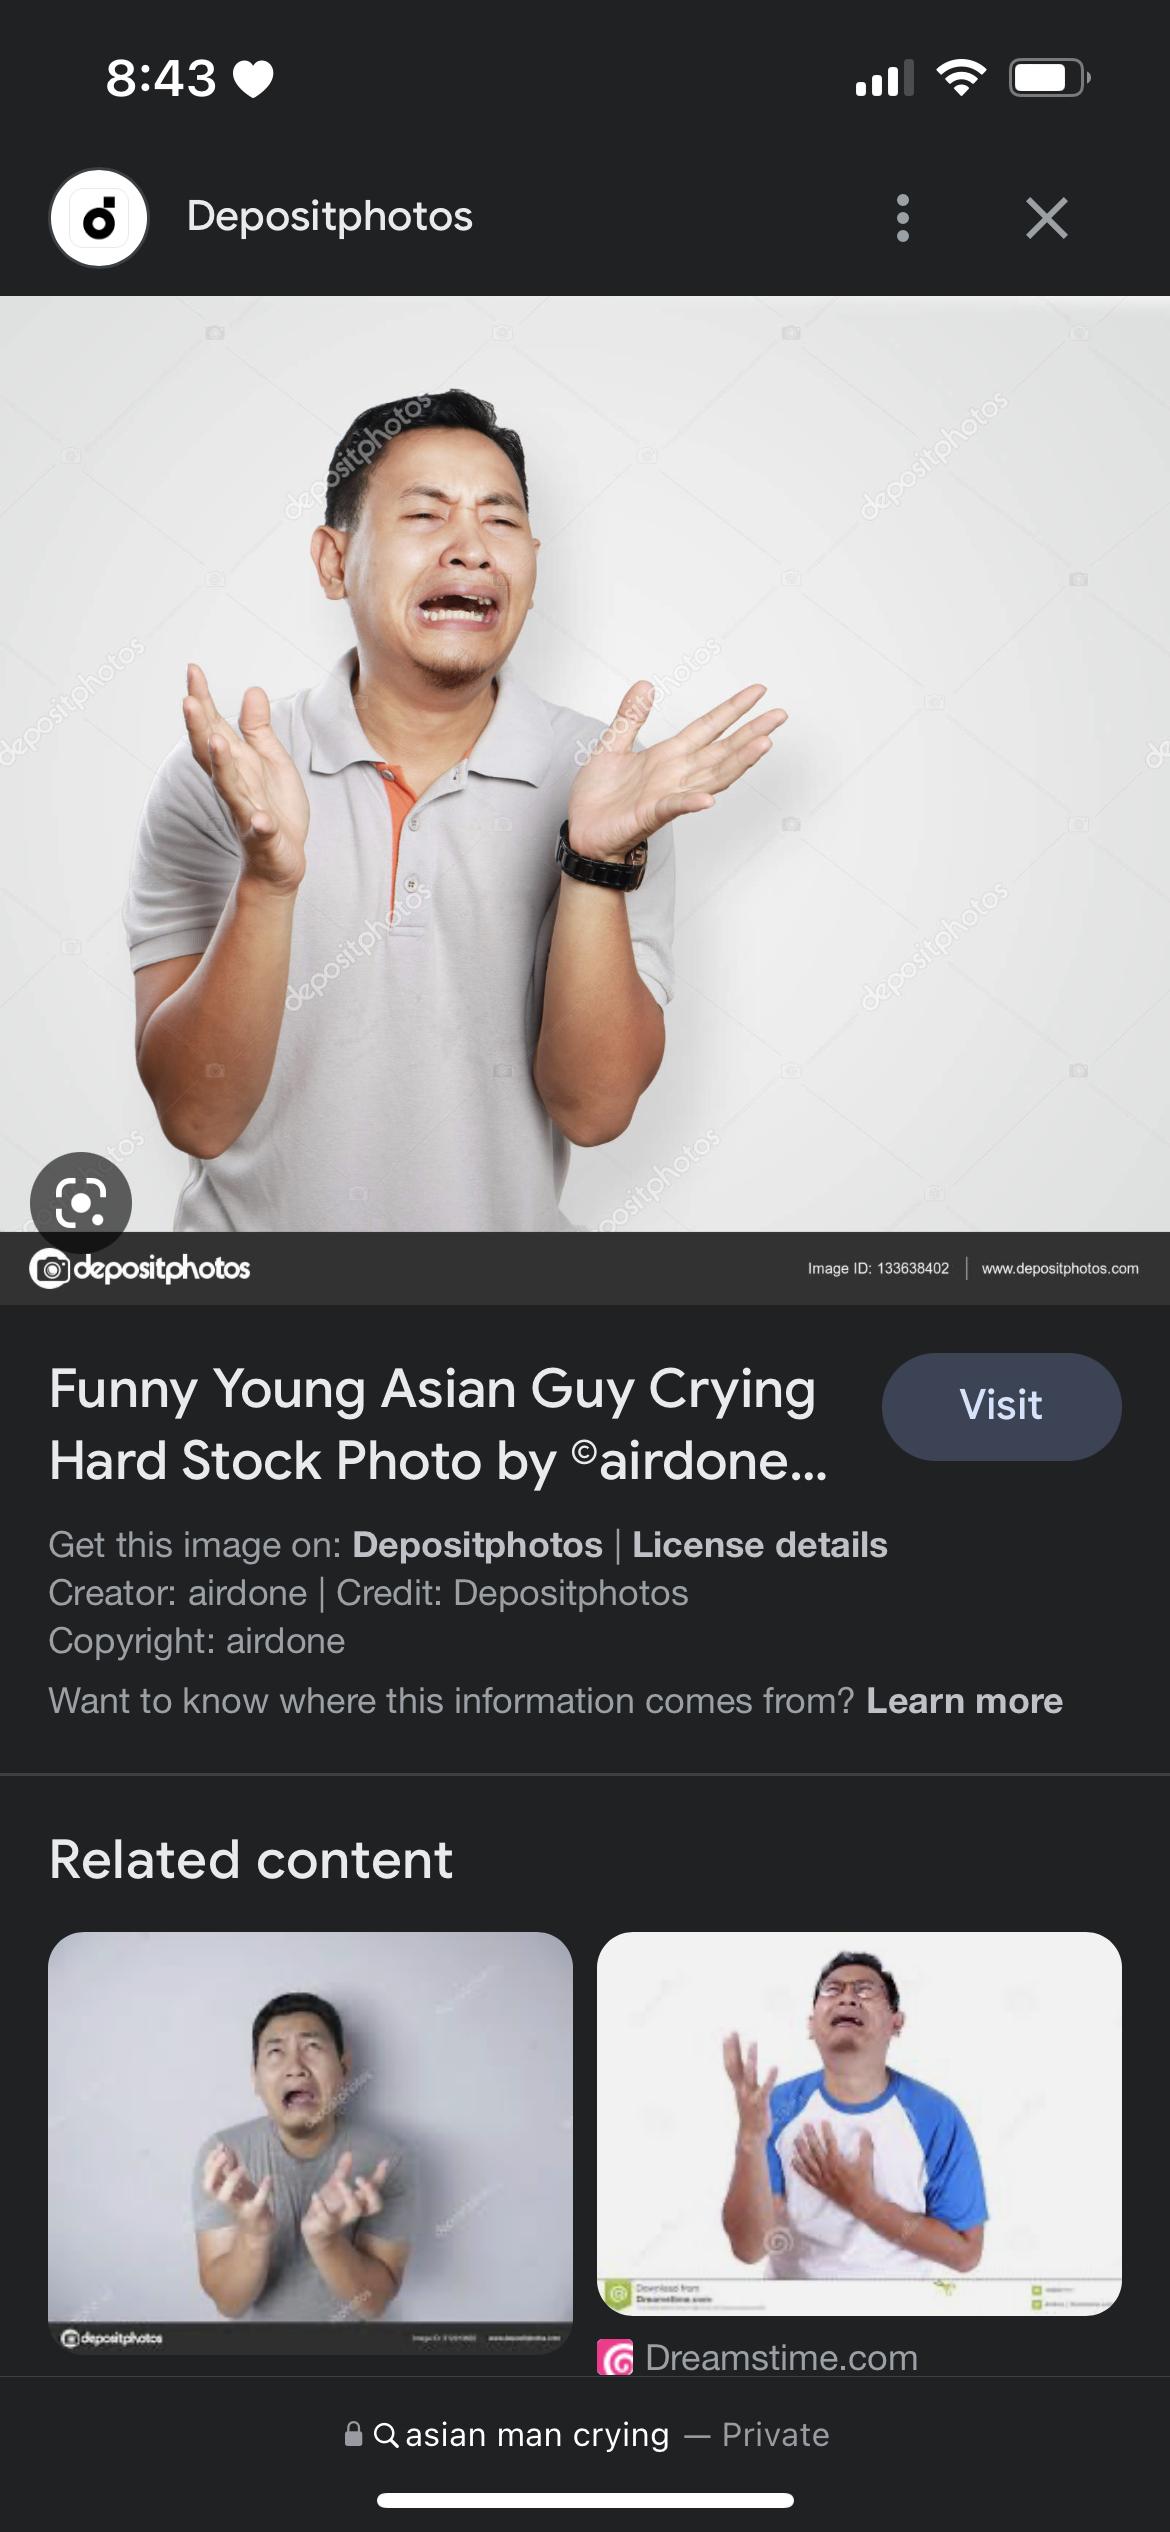 8:43
Depositphotos
depositphotos
depositphotos
depositphotos
depositphotos
depositphotos
depositphotos
depositphotos
depositphotos
Image ID: 133638402 | www.depositphotos.com
Funny Young Asian Guy Crying
Hard Stock Photo by ©airdone...
Visit
Get this image on: Depositphotos | License details
Creator: airdone | Credit: Depositphotos
Copyright: airdone
Want to know where this information comes from? Learn more
Related content
depositphotos
Download from
Dreamstime.com
Dreamstime.com
asian man crying — Private